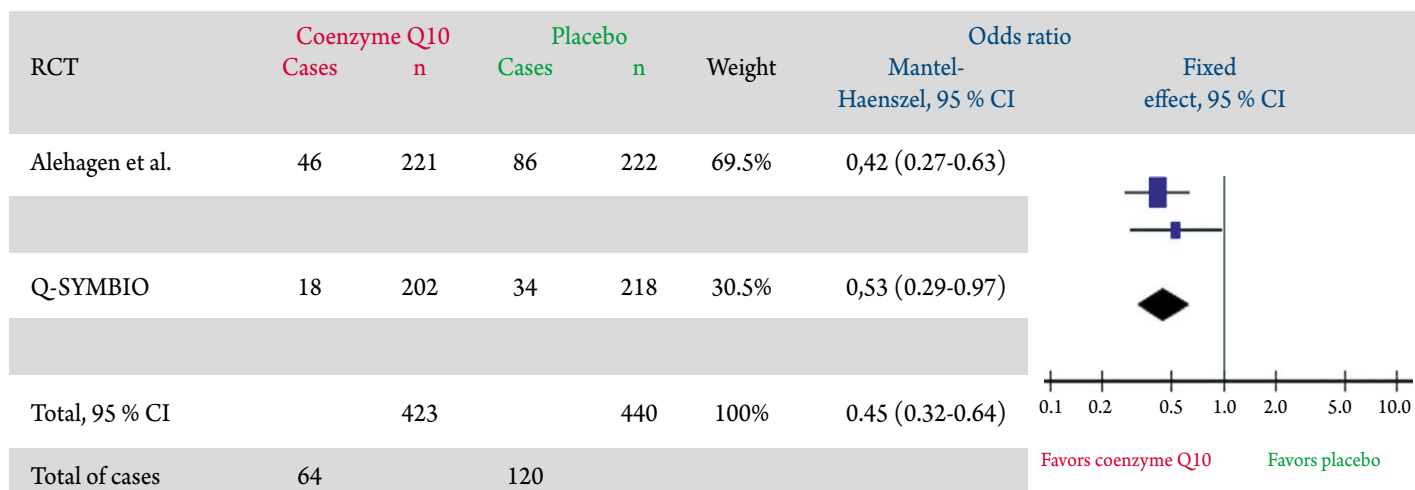 Coenzyme Q10 Placebo Odds ratio
RCT Cases n Cases n Weight Mantel- Fixed
Haenszel, 95 % CI effect, 95 % CI
Alehagen et al. 46 221 86 222 69.5% 0,42 (0.27-0.63)
Q-SYMBIO 18 202 34 218 30.5% 0,53 (0.29-0.97)
Total, 95 % CI 423 440 100% 0.45 (0.32-0.64)
0.1 0.2 0.5 1.0 2.0 5.0 10.0
Favors coenzyme Q10 Favors placebo
Total of cases 64 120